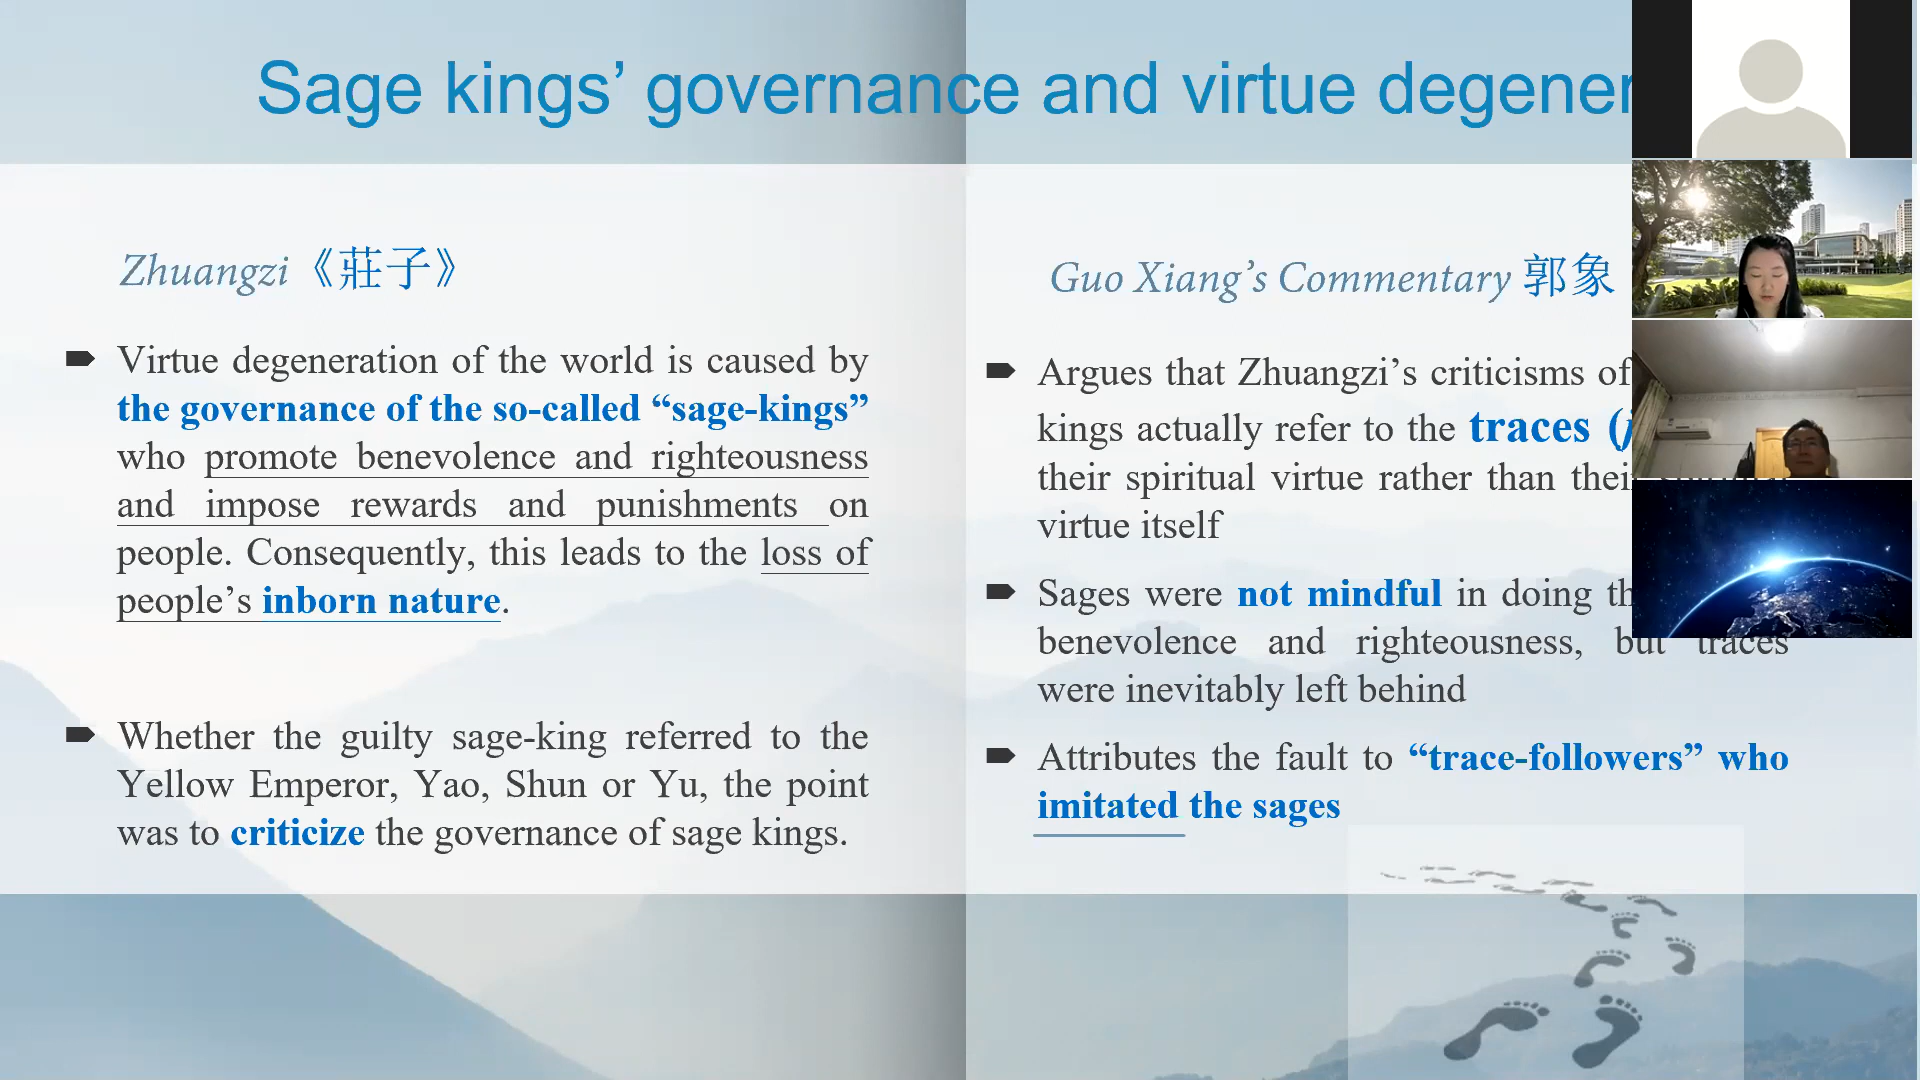 Sage kings’ governance and virtue degener
Zhuangzi《莊子》
Virtue degeneration of the world is caused by
the governance of the so-called “sage-kings”
who promote benevolence and righteousness
and impose rewards and punishments on
people. Consequently, this leads to the loss of
people’s inborn nature.
Whether the guilty sage-king referred to the
Yellow Emperor, Yao, Shun or Yu, the point
was to criticize the governance of sage kings.
Guo Xiang’s Commentary 郭象
Argues that Zhuangzi’s criticisms of
kings actually refer to the traces (
their spiritual virtue rather than their
virtue itself
Sages were not mindful in doing
benevolence and righteousness, but traces
were inevitably left behind
Attributes the fault to “trace-followers” who
imitated the sages